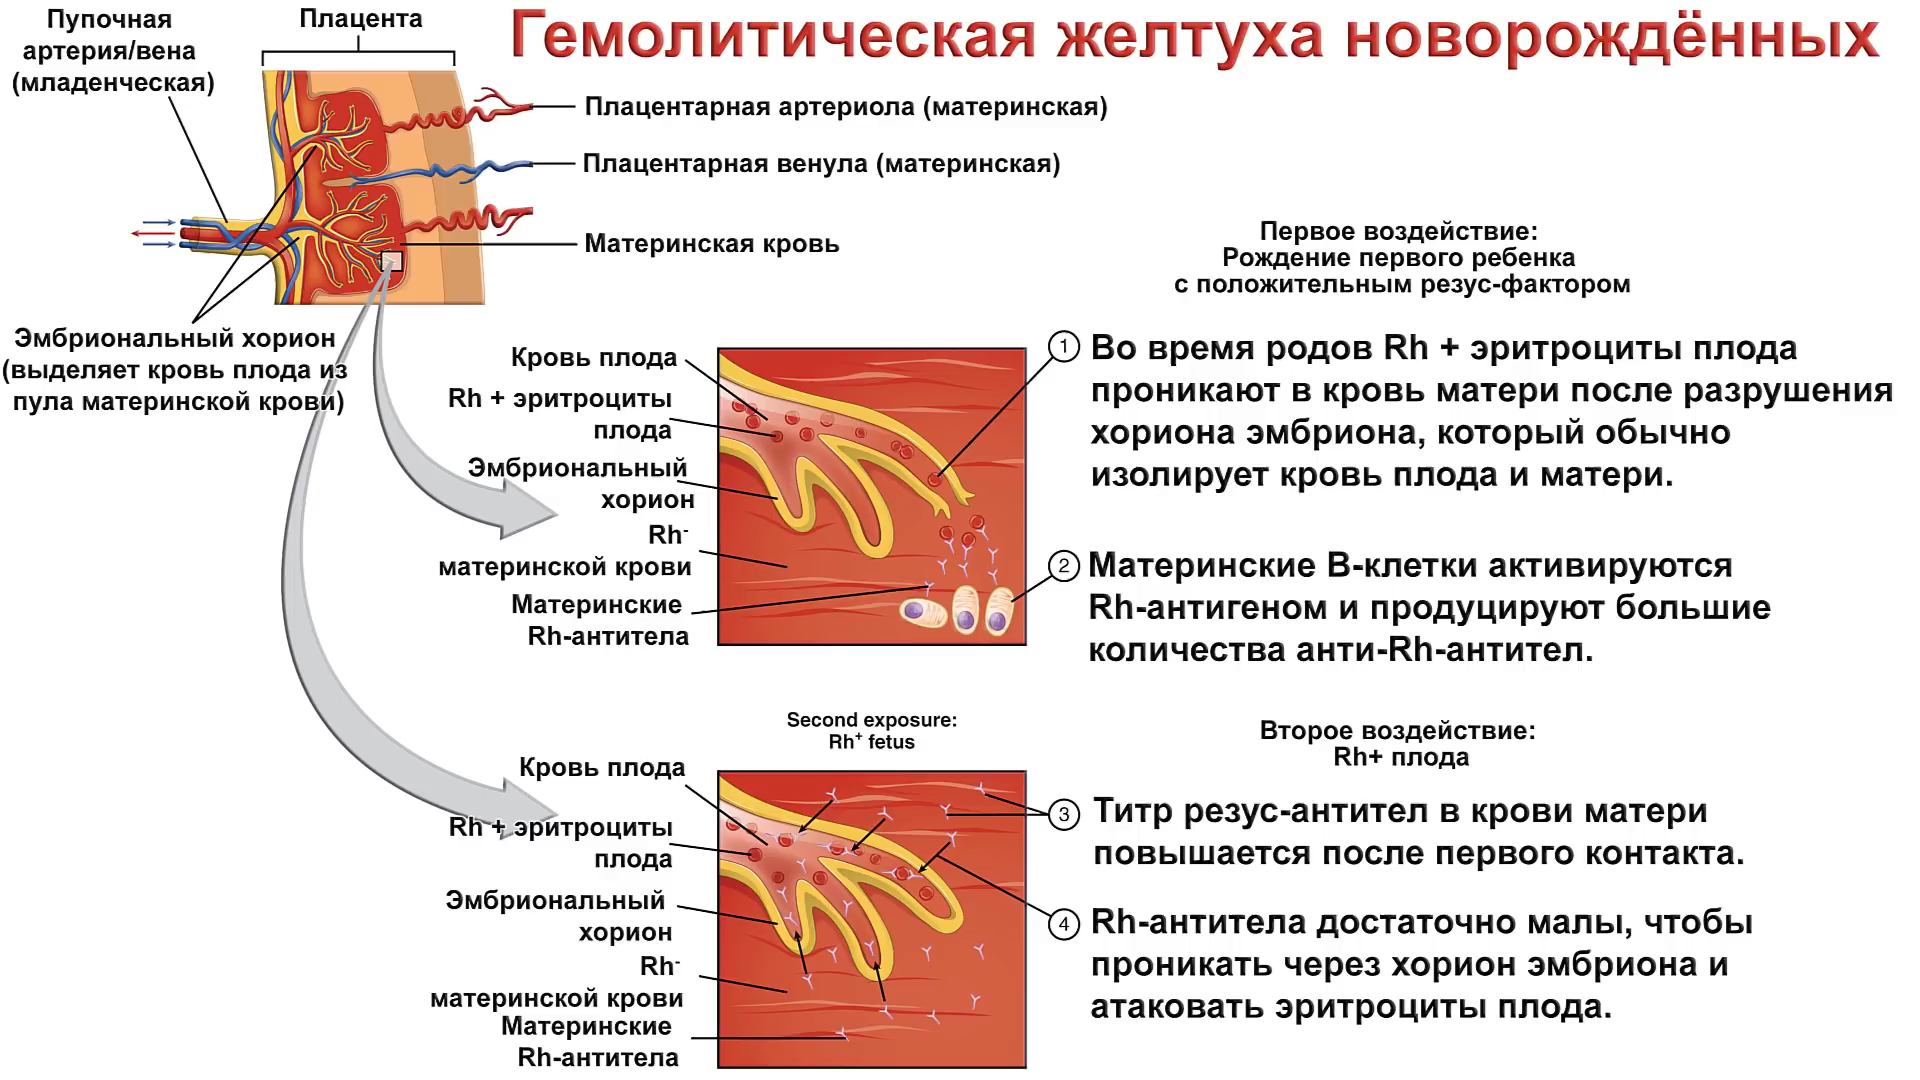 Гемолитическая желтуха новорождённых
Пупочная
артерия/вена
(младенческая)
Плацента
Плацентарная артериола (материнская)
Плацентарная венула (материнская)
Материнская кровь
Эмбриональный хорион
(выделяет кровь плода из
пула материнской крови)
Первое воздействие:
Рождение первого ребенка
с положительным резус-фактором
Кровь плода
Rh + эритроциты
плода
Эмбриональный
хорион
Rh-
материнской крови
Материнские
Rh-антитела
1 Во время родов Rh + эритроциты плода
проникают в кровь матери после разрушения
хориона эмбриона, который обычно
изолирует кровь плода и матери.
2 Материнские В-клетки активируются
Rh-антигеном и продуцируют большие
количества анти-Rh-антител.
Second exposure:
Rh+ fetus
Второе воздействие:
Rh+ плода
Кровь плода
Rh + эритроциты
плода
Эмбриональный
хорион
Rh-
материнской крови
Материнские
Rh-антитела
3 Титр резус-антител в крови матери
повышается после первого контакта.
4 Rh-антитела достаточно малы, чтобы
проникать через хорион эмбриона и
атаковать эритроциты плода.